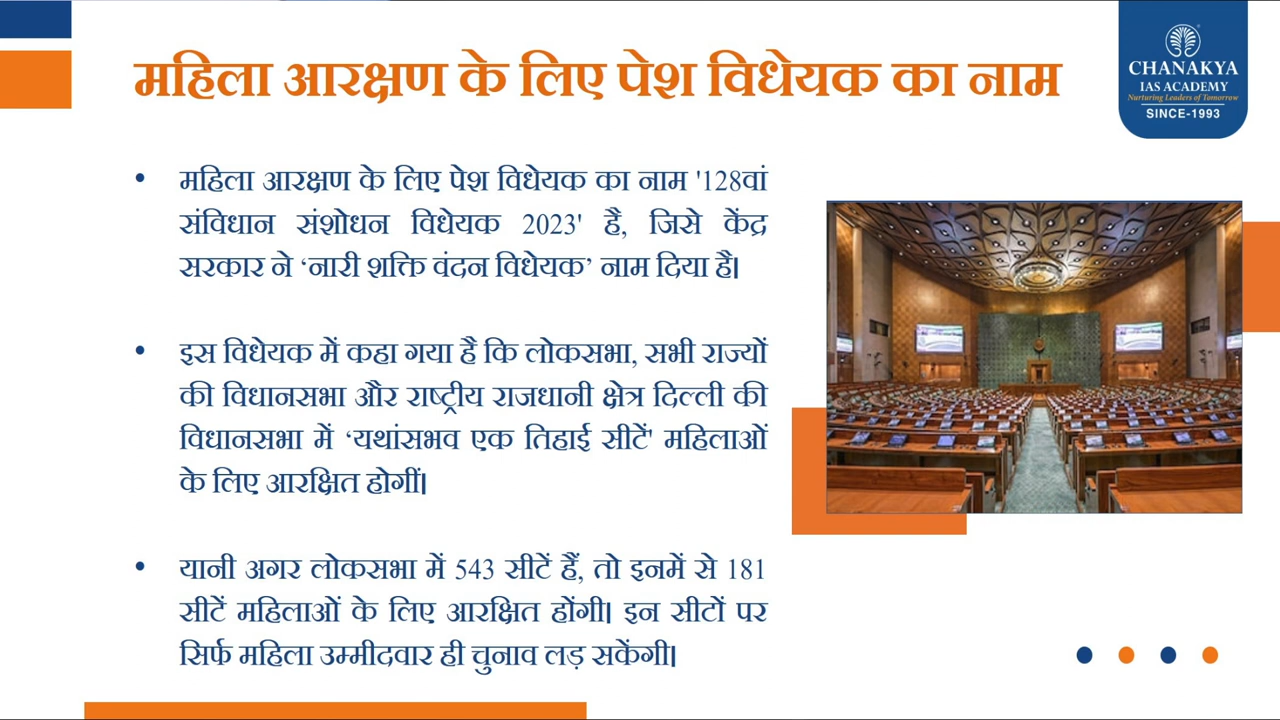 महिला आरक्षण के लिए पेश विधेयक का नाम
CHANAKYA
IAS ACADEMY
Nurturing Leaders of Tomorrow
SINCE-1993
• महिला आरक्षण के लिए पेश विधेयक का नाम '128वां
संविधान संशोधन विधेयक 2023' है, जिसे केंद्र
सरकार ने ‘नारी शक्ति वंदन विधेयक’ नाम दिया है।
• इस विधेयक में कहा गया है कि लोकसभा, सभी राज्यों
की विधानसभा और राष्ट्रीय राजधानी क्षेत्र दिल्ली की
विधानसभा में ‘यथांसभव एक तिहाई सीटें' महिलाओं
के लिए आरक्षित होगीं।
• यानी अगर लोकसभा में 543 सीटें हैं, तो इनमें से 181
सीटें महिलाओं के लिए आरक्षित होंगी। इन सीटों पर
सिर्फ महिला उम्मीदवार ही चुनाव लड़ सकेंगी।